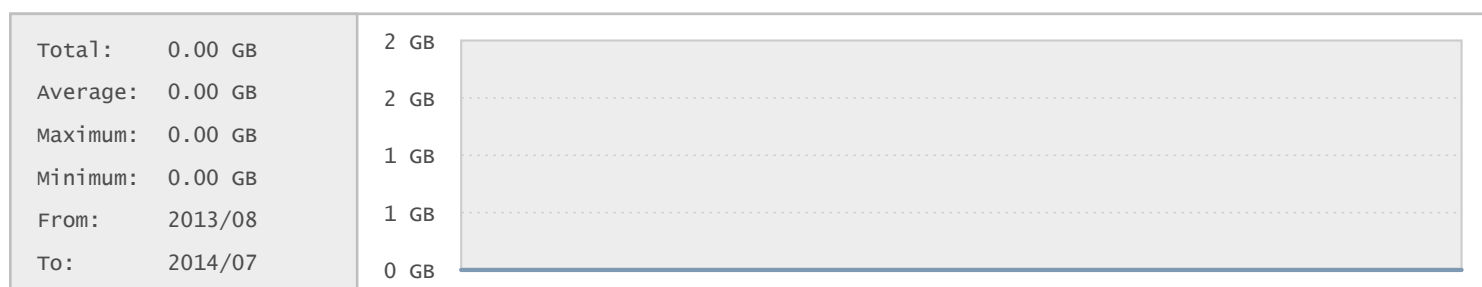 Total: 0.00 GB
Average: 0.00 GB
Maximum: 0.00 GB
Minimum: 0.00 GB
From: 2013/08
To: 2014/07
2 GB
2 GB
1 GB
1 GB
0 GB